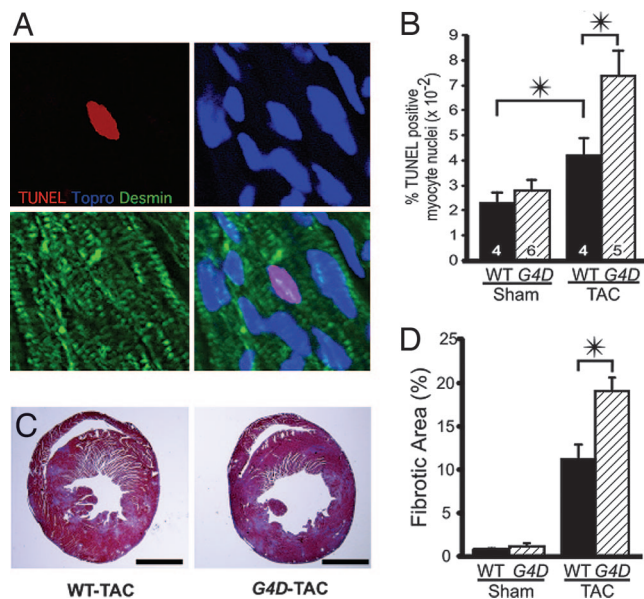 A
TUNEL Topro Desmin
B
% TUNEL positive
myocyte nuclei (x 10-2)
9
8
7
6
5
4
3
2
1
0
4
6
4
5
WT G4D
WT G4D
Sham
TAC
C
WT-TAC
G4D-TAC
D
Fibrotic Area (%)
25
20
15
10
5
0
WT G4D
WT G4D
Sham
TAC